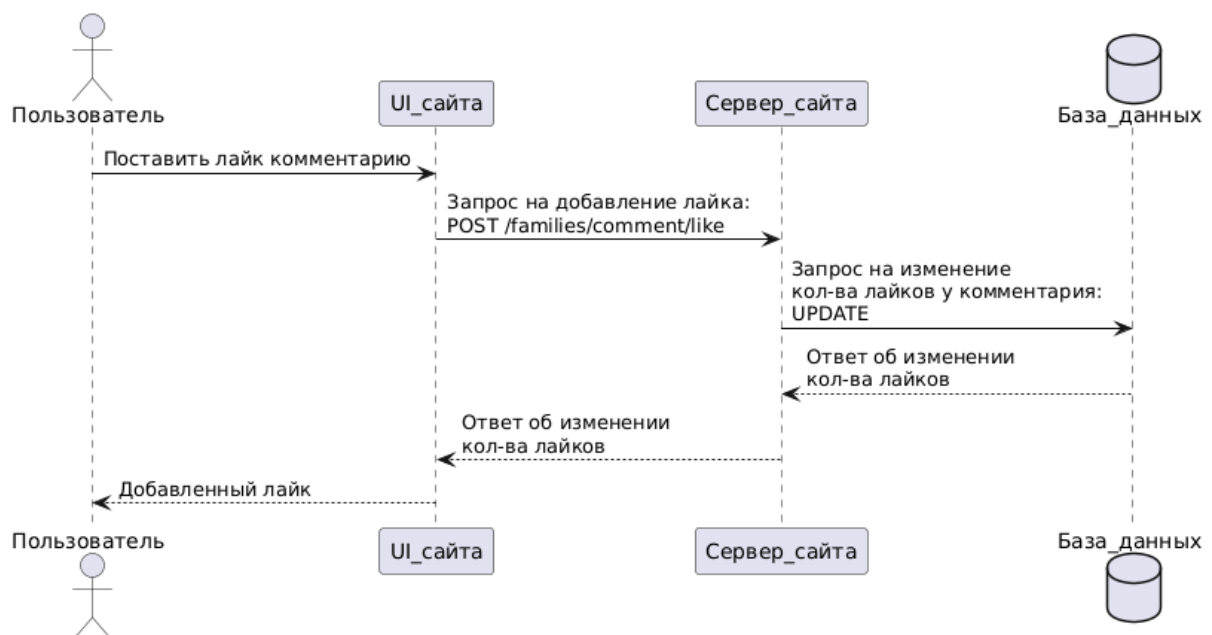 Пользователь
UI_сайта
Сервер_сайта
База_данных
Поставить лайк комментарию
Запрос на добавление лайка:
POST /families/comment/like
Запрос на изменение
кол-ва лайков у комментария:
UPDATE
Ответ об изменении
кол-ва лайков
Ответ об изменении
кол-ва лайков
Добавленный лайк
Пользователь
UI_сайта
Сервер_сайта
База_данных